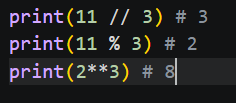 print(11 // 3) # 3
print(11 % 3) # 2
print(2**3) # 8